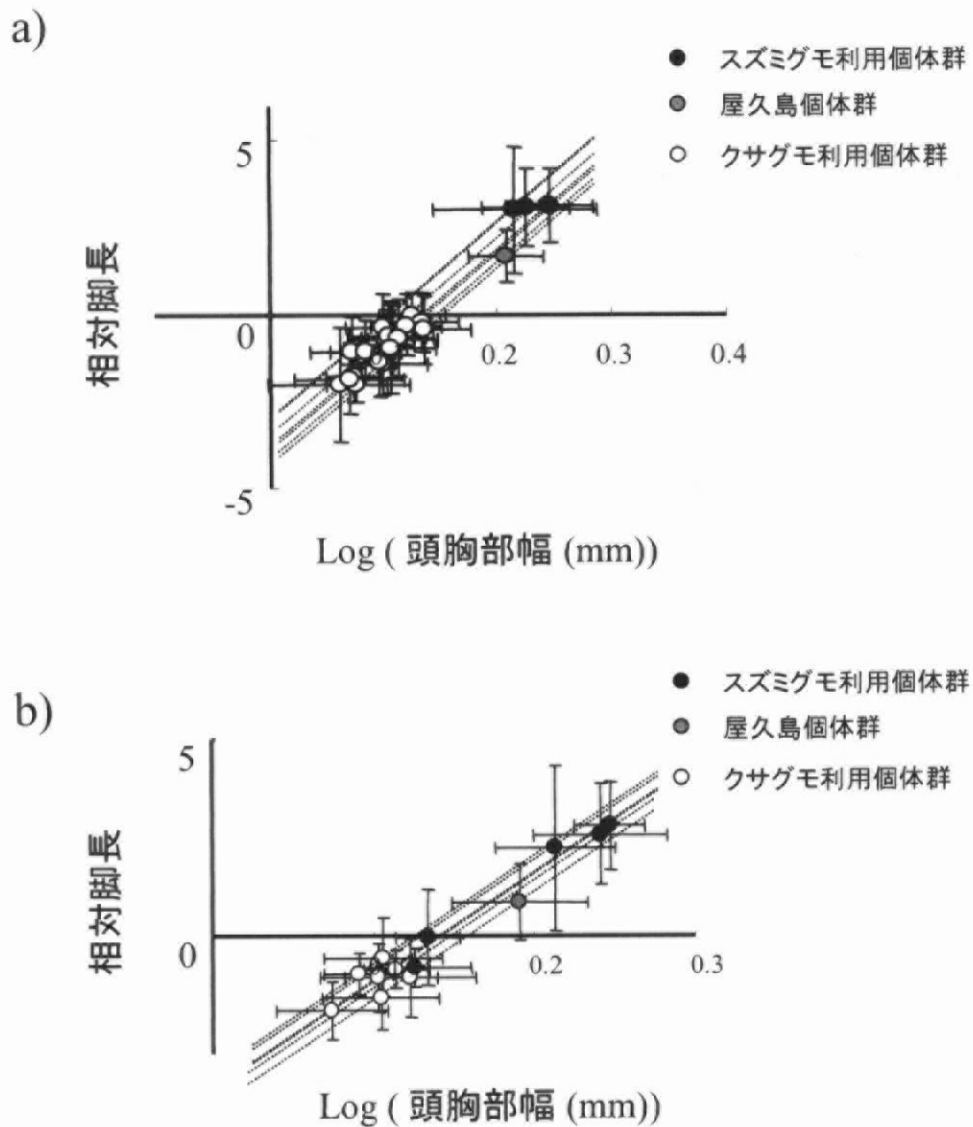 a)
スズミグモ利用個体群
屋久島個体群
クサグモ利用個体群
5
相対脚長
0
0.2
0.3
0.4
-5
Log ( 頭胸部幅 (mm))
b)
スズミグモ利用個体群
屋久島個体群
クサグモ利用個体群
5
相対脚長
0
0.2
0.3
Log ( 頭胸部幅 (mm))